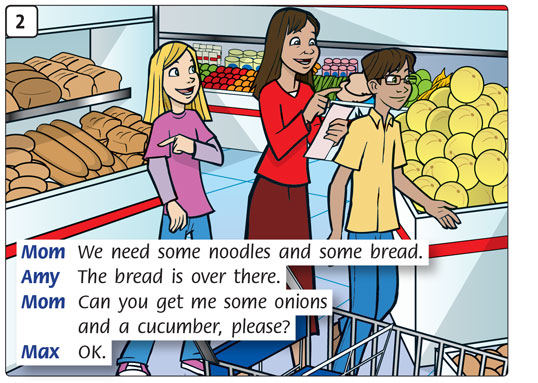 2
Mom We need some noodles and some bread.
Amy The bread is over there.
Mom Can you get me some onions
and a cucumber, please?
Max OK.